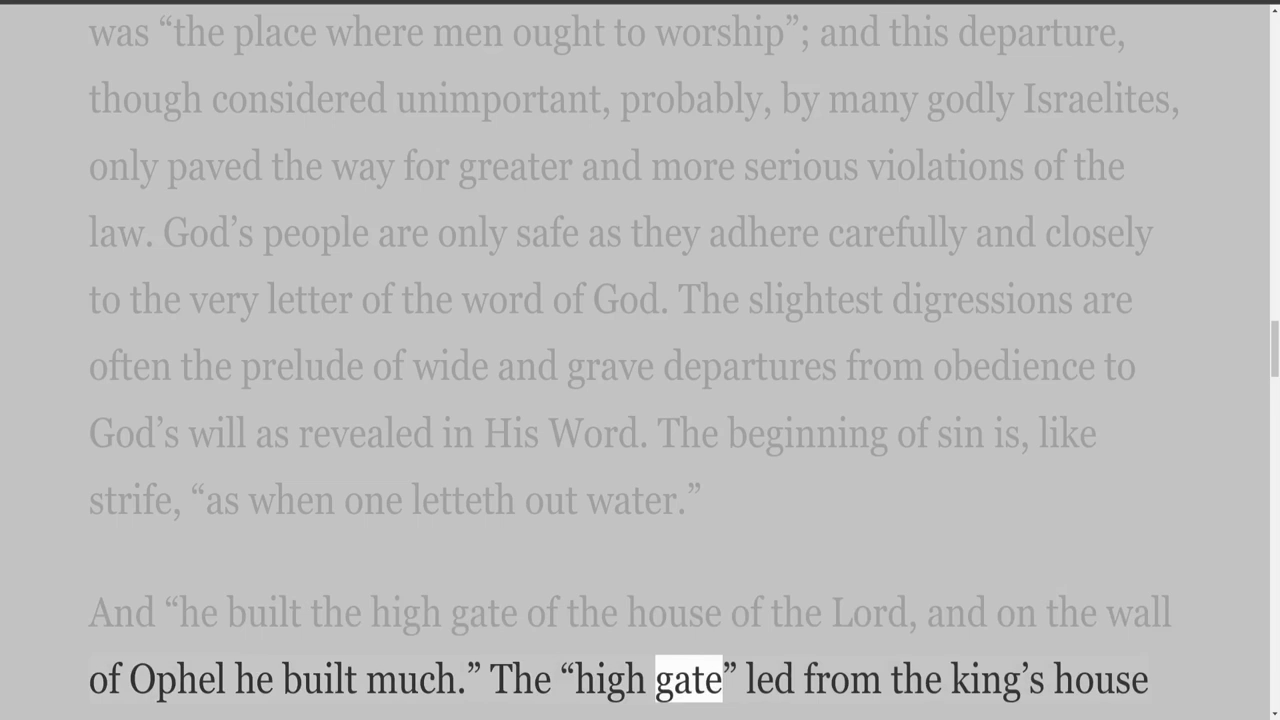 was “the place where men ought to worship”; and this departure,
though considered unimportant, probably, by many godly Israelites,
only paved the way for greater and more serious violations of the
law. God’s people are only safe as they adhere carefully and closely
to the very letter of the word of God. The slightest digressions are
often the prelude of wide and grave departures from obedience to
God’s will as revealed in His Word. The beginning of sin is, like
strife, “as when one letteth out water.”
And “he built the high gate of the house of the Lord, and on the wall
of Ophel he built much.” The “high gate” led from the king’s house